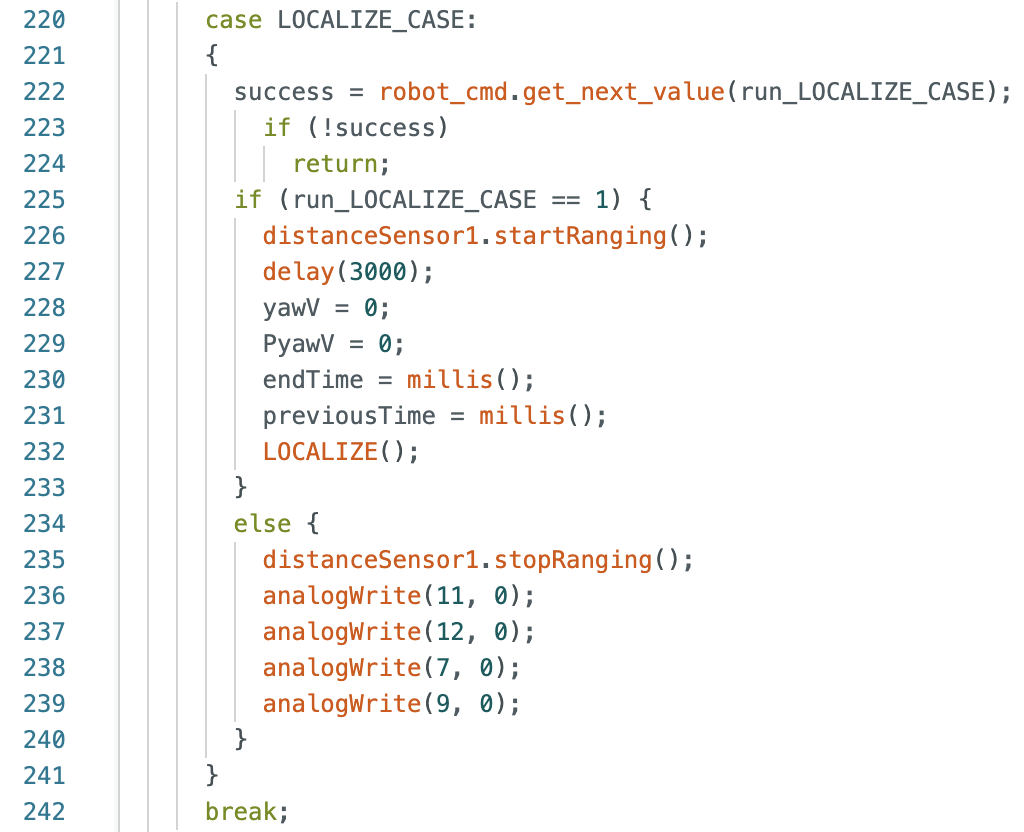 220 case LOCALIZE_CASE:
221 {
222 success = robot_cmd.get_next_value(run_LOCALIZE_CASE);
223 if (!success)
224 return;
225 if (run_LOCALIZE_CASE == 1) {
226 distanceSensor1.startRanging();
227 delay(3000);
228 yawV = 0;
229 PyawV = 0;
230 endTime = millis();
231 previousTime = millis();
232 LOCALIZE();
233 }
234 else {
235 distanceSensor1.stopRanging();
236 analogWrite(11, 0);
237 analogWrite(12, 0);
238 analogWrite(7, 0);
239 analogWrite(9, 0);
240 }
241 }
242 break;